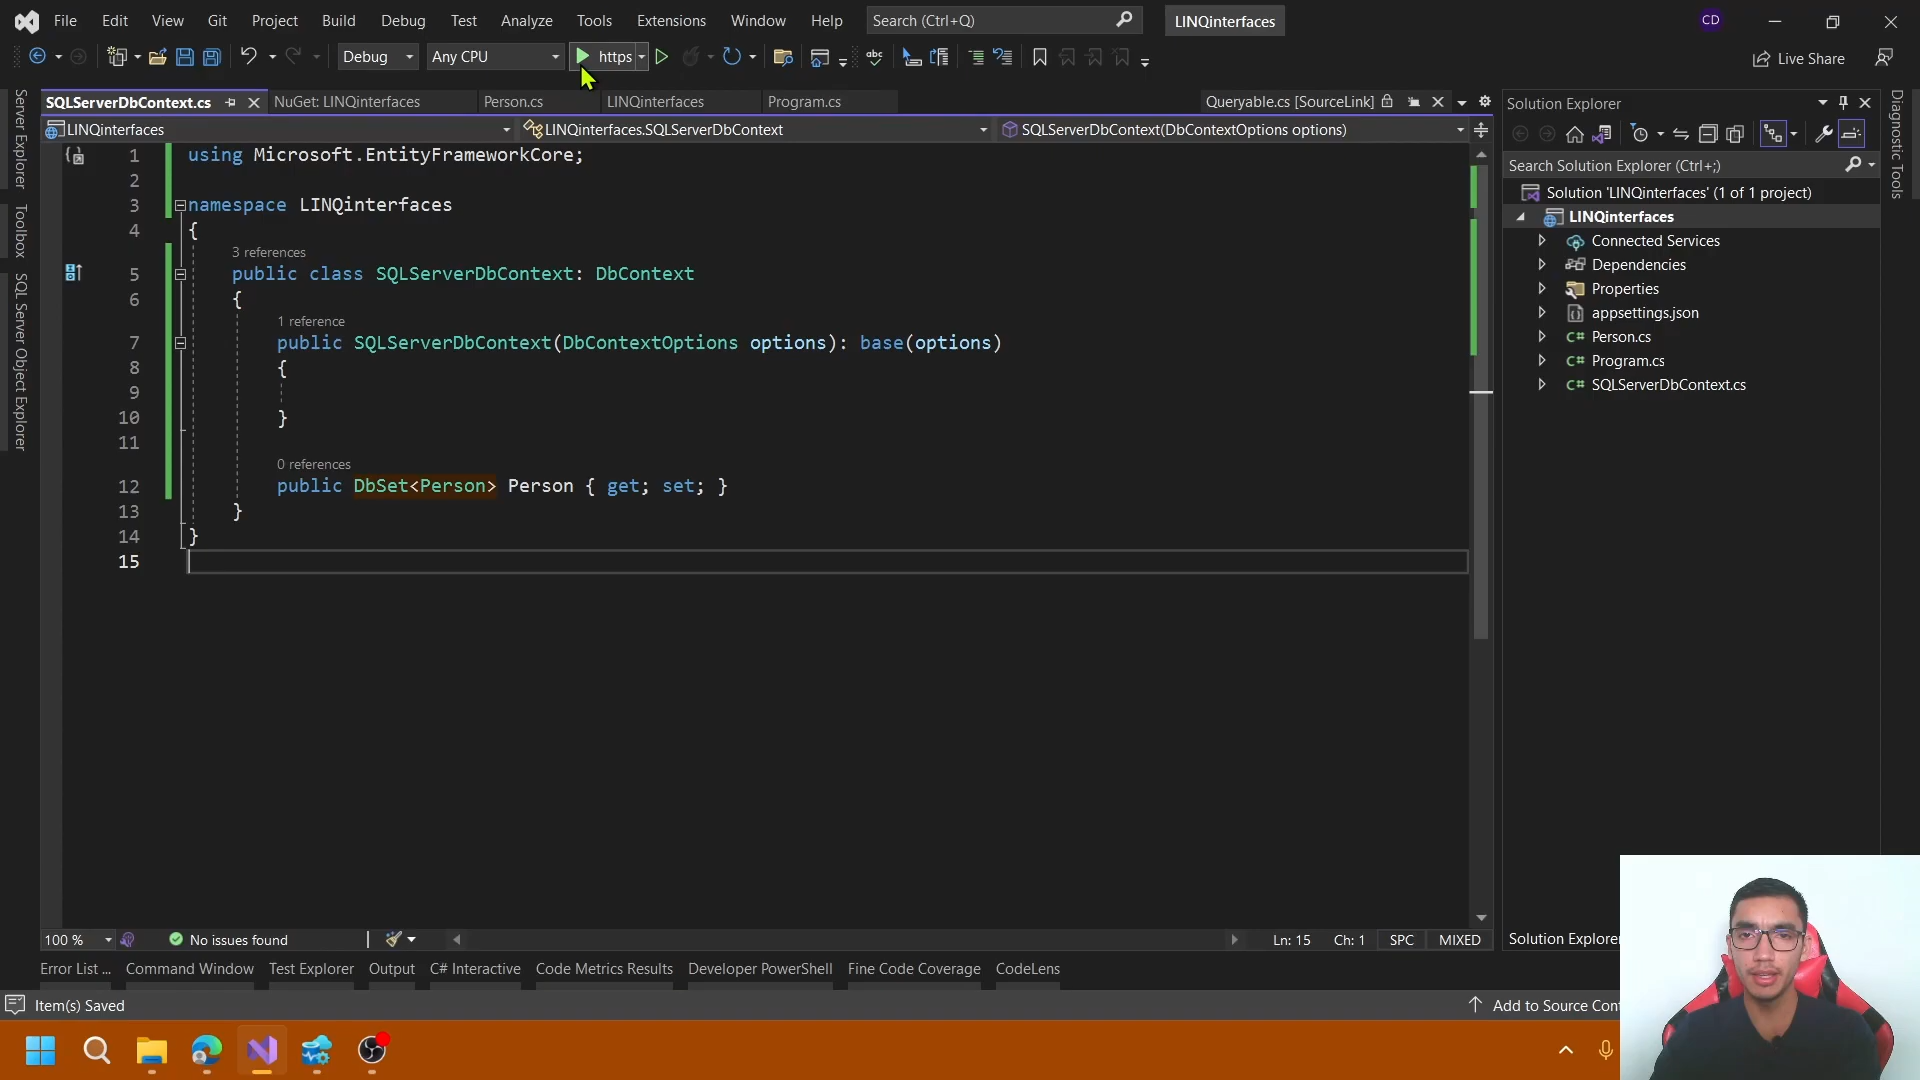 File Edit View Git Project Build Debug Test Analyze Tools Extensions Window Help Search (Ctrl+Q) LINQinterfaces CD
Debug Any CPU https Live Share
SQLServerDbContext.cs NuGet: LINQinterfaces Person.cs LINQinterfaces Program.cs Queryable.cs [SourceLink]
LINQinterfaces LINQinterfaces.SQLServerDbContext SQLServerDbContext(DbContextOptions options)
Server Explorer
Toolbox
SQL Server Object Explorer
1 using Microsoft.EntityFrameworkCore;
2
3 namespace LINQinterfaces
4 {
3 references
5 public class SQLServerDbContext: DbContext
6 {
1 reference
7 public SQLServerDbContext(DbContextOptions options): base(options)
8 {
9
10 }
11
0 references
12 public DbSet<Person> Person { get; set; }
13 }
14 }
15
100 % No issues found Ln: 15 Ch: 1 SPC MIXED
Solution Explorer
Search Solution Explorer (Ctrl+;)
Solution 'LINQinterfaces' (1 of 1 project)
LINQinterfaces
Connected Services
Dependencies
Properties
appsettings.json
C# Person.cs
C# Program.cs
C# SQLServerDbContext.cs
Solution Explorer
Diagnostic Tools
Error List ... Command Window Test Explorer Output C# Interactive Code Metrics Results Developer PowerShell Fine Code Coverage CodeLens
Item(s) Saved Add to Source Cont